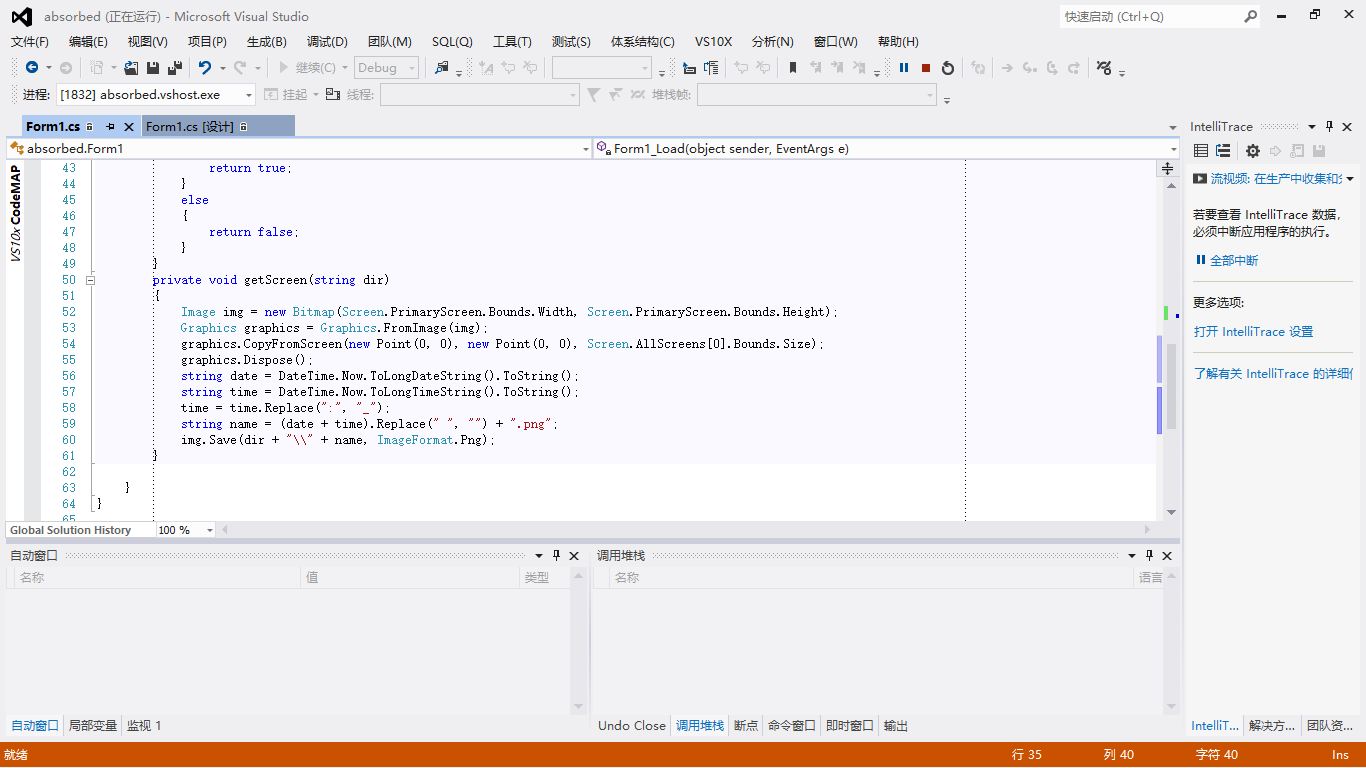 absorbed (正在运行) - Microsoft Visual Studio
快速启动 (Ctrl+Q)
文件(F) 编辑(E) 视图(V) 项目(P) 生成(B) 调试(D) 团队(M) SQL(Q) 工具(T) 测试(S) 体系结构(C) VS10X 分析(N) 窗口(W) 帮助(H)
继续(C) Debug
进程: [1832] absorbed.vshost.exe 挂起 线程: 堆栈帧:
Form1.cs Form1.cs [设计]
absorbed.Form1 Form1_Load(object sender, EventArgs e)
VS10x CodeMAP
43 return true;
44 }
45 else
46 {
47 return false;
48 }
49 }
50 private void getScreen(string dir)
51 {
52 Image img = new Bitmap(Screen.PrimaryScreen.Bounds.Width, Screen.PrimaryScreen.Bounds.Height);
53 Graphics graphics = Graphics.FromImage(img);
54 graphics.CopyFromScreen(new Point(0, 0), new Point(0, 0), Screen.AllScreens[0].Bounds.Size);
55 graphics.Dispose();
56 string date = DateTime.Now.ToLongDateString().ToString();
57 string time = DateTime.Now.ToLongTimeString().ToString();
58 time = time.Replace(":", "_");
59 string name = (date + time).Replace(" ", "") + ".png";
60 img.Save(dir + "\\" + name, ImageFormat.Png);
61 }
62
63 }
64 }
65
Global Solution History 100 %
IntelliTrace
流视频: 在生产中收集和分
若要查看 IntelliTrace 数据，
必须中断应用程序的执行。
全部中断
更多选项:
打开 IntelliTrace 设置
了解有关 IntelliTrace 的详细信
自动窗口
名称 值 类型
调用堆栈
名称 语言
自动窗口 局部变量 监视 1
Undo Close 调用堆栈 断点 命令窗口 即时窗口 输出
IntelliT... 解决方... 团队资...
就绪 行 35 列 40 字符 40 Ins